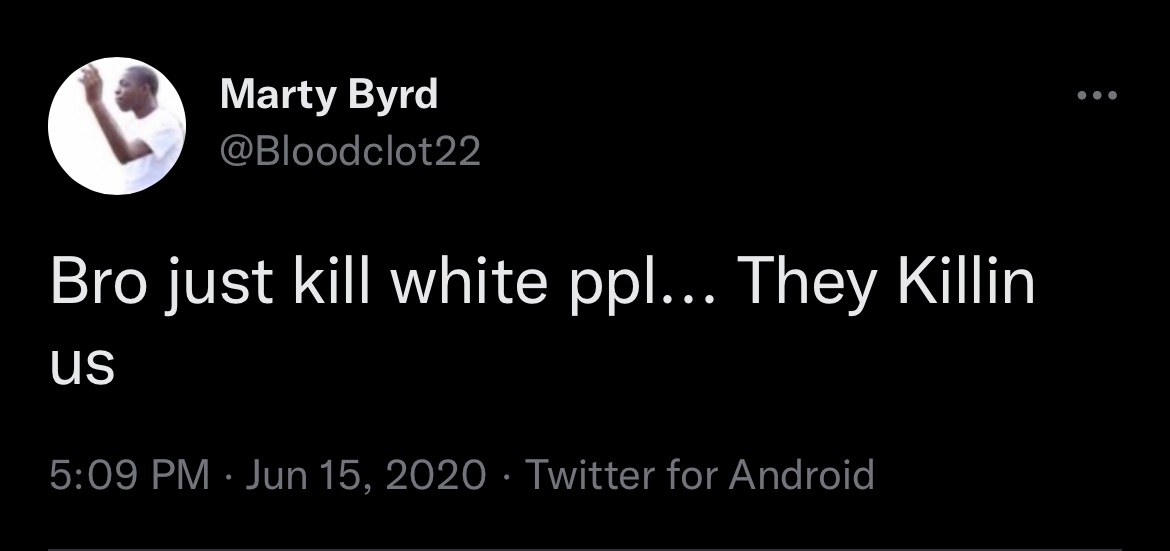 Marty Byrd
@Bloodclot22
Bro just kill white ppl... They Killin
us
5:09 PM · Jun 15, 2020 · Twitter for Android